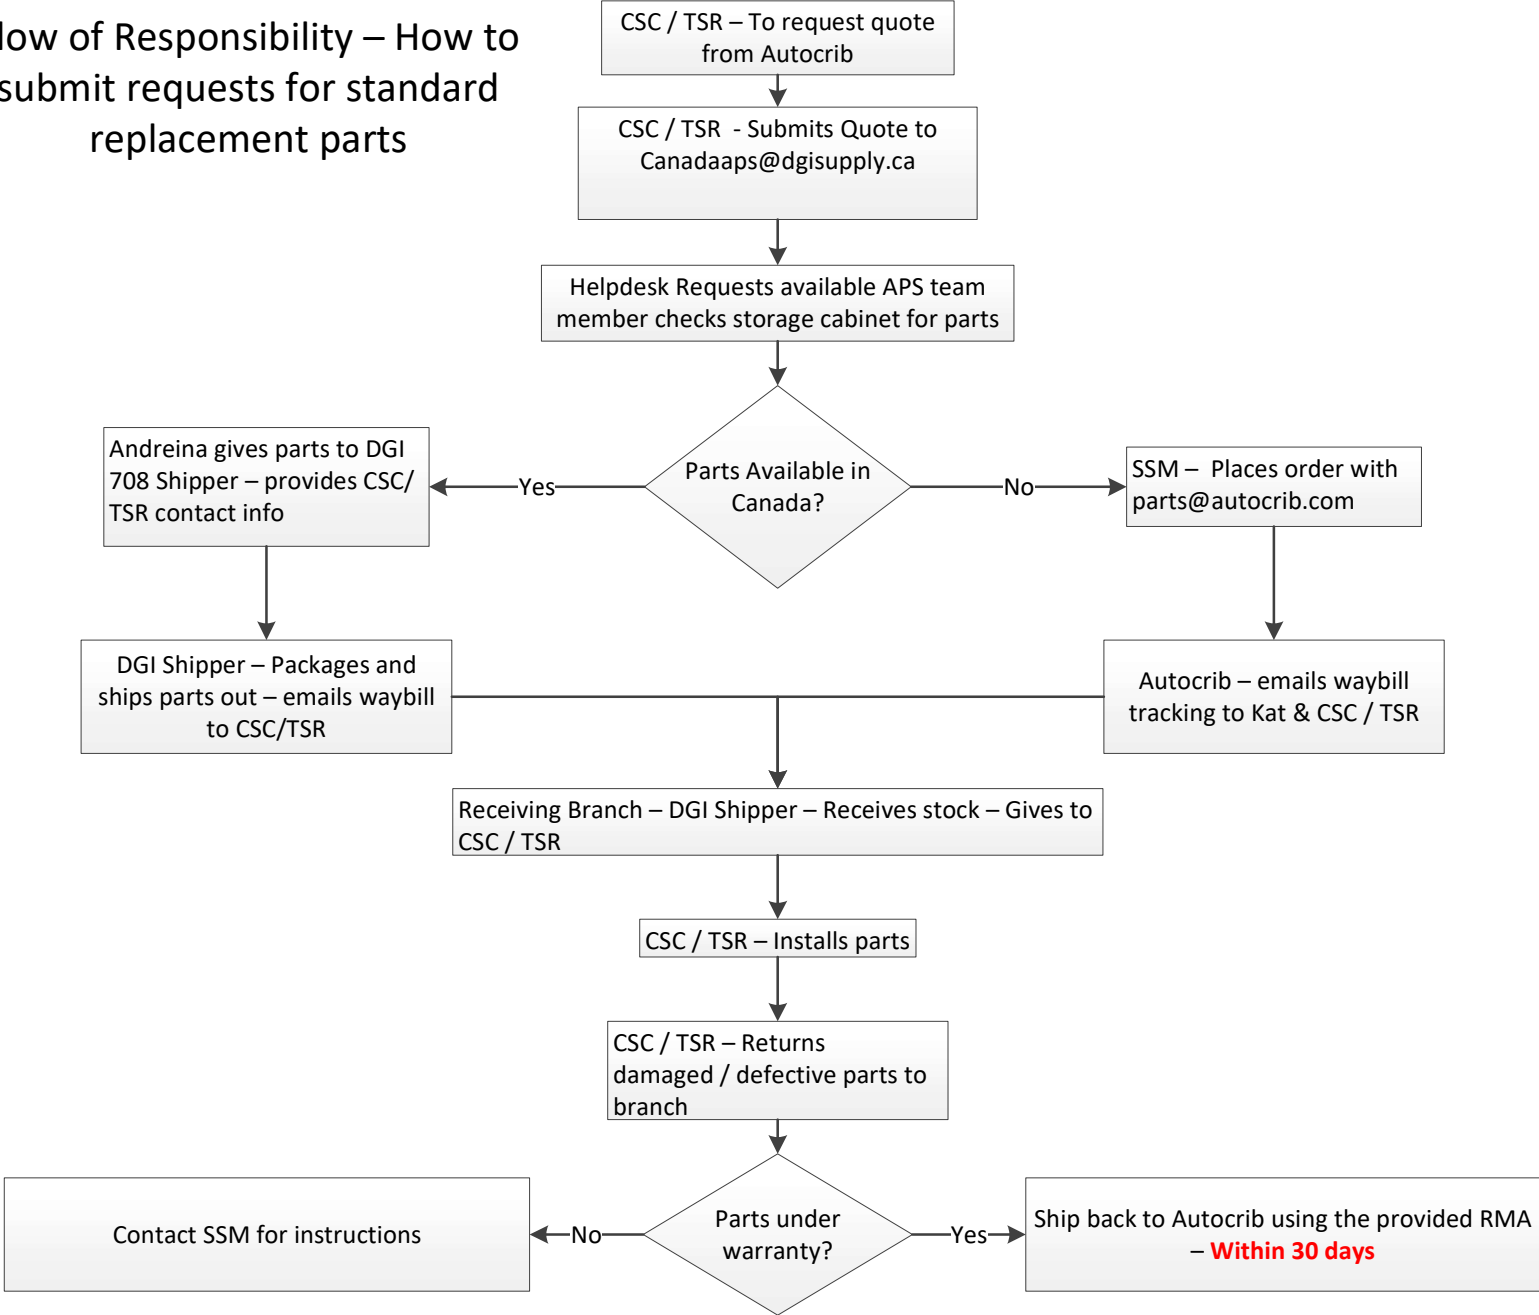 low of Responsibility – How to
submit requests for standard
replacement parts
CSC / TSR – To request quote
from Autocrib
CSC / TSR  - Submits Quote to
Canadaaps@dgisupply.ca
Helpdesk Requests available APS team
member checks storage cabinet for parts
Parts Available in
Canada?
Yes
No
Andreina gives parts to DGI
708 Shipper – provides CSC/
TSR contact info
SSM –  Places order with
parts@autocrib.com
DGI Shipper – Packages and
ships parts out – emails waybill
to CSC/TSR
Autocrib – emails waybill
tracking to Kat & CSC / TSR
Receiving Branch – DGI Shipper – Receives stock – Gives to
CSC / TSR
CSC / TSR – Installs parts
CSC / TSR – Returns
damaged / defective parts to
branch
Parts under
warranty?
No
Yes
Contact SSM for instructions
Ship back to Autocrib using the provided RMA
– Within 30 days